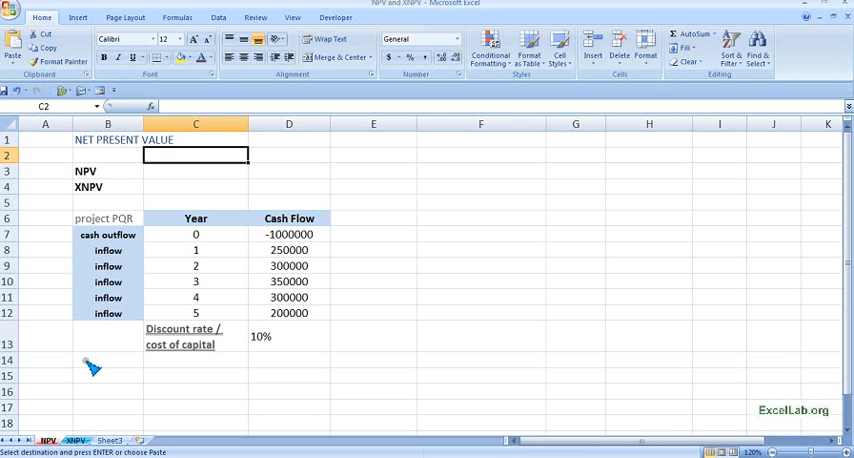 NPV and XNPV - Microsoft Excel
Home Insert Page Layout Formulas Data Review View Developer
Cut
Copy
Format Painter
Paste
Clipboard
Calibri 12
B I U
Font
Wrap Text
Merge & Center
Alignment
General
$ % ,
Number
Conditional Formatting
Format as Table
Cell Styles
Styles
Insert Delete Format
Cells
AutoSum
Fill
Clear
Sort & Filter
Find & Select
Editing
C2 fx
A B C D E F G H I J K
1 NET PRESENT VALUE
2
3 NPV
4 XNPV
5
6 project PQR Year Cash Flow
7 cash outflow 0 -1000000
8 inflow 1 250000
9 inflow 2 300000
10 inflow 3 350000
11 inflow 4 300000
12 inflow 5 200000
13 Discount rate / cost of capital 10%
14
15
16
17
18
ExcelLab.org
NPV XNPV Sheet3
Select destination and press ENTER or choose Paste
120%